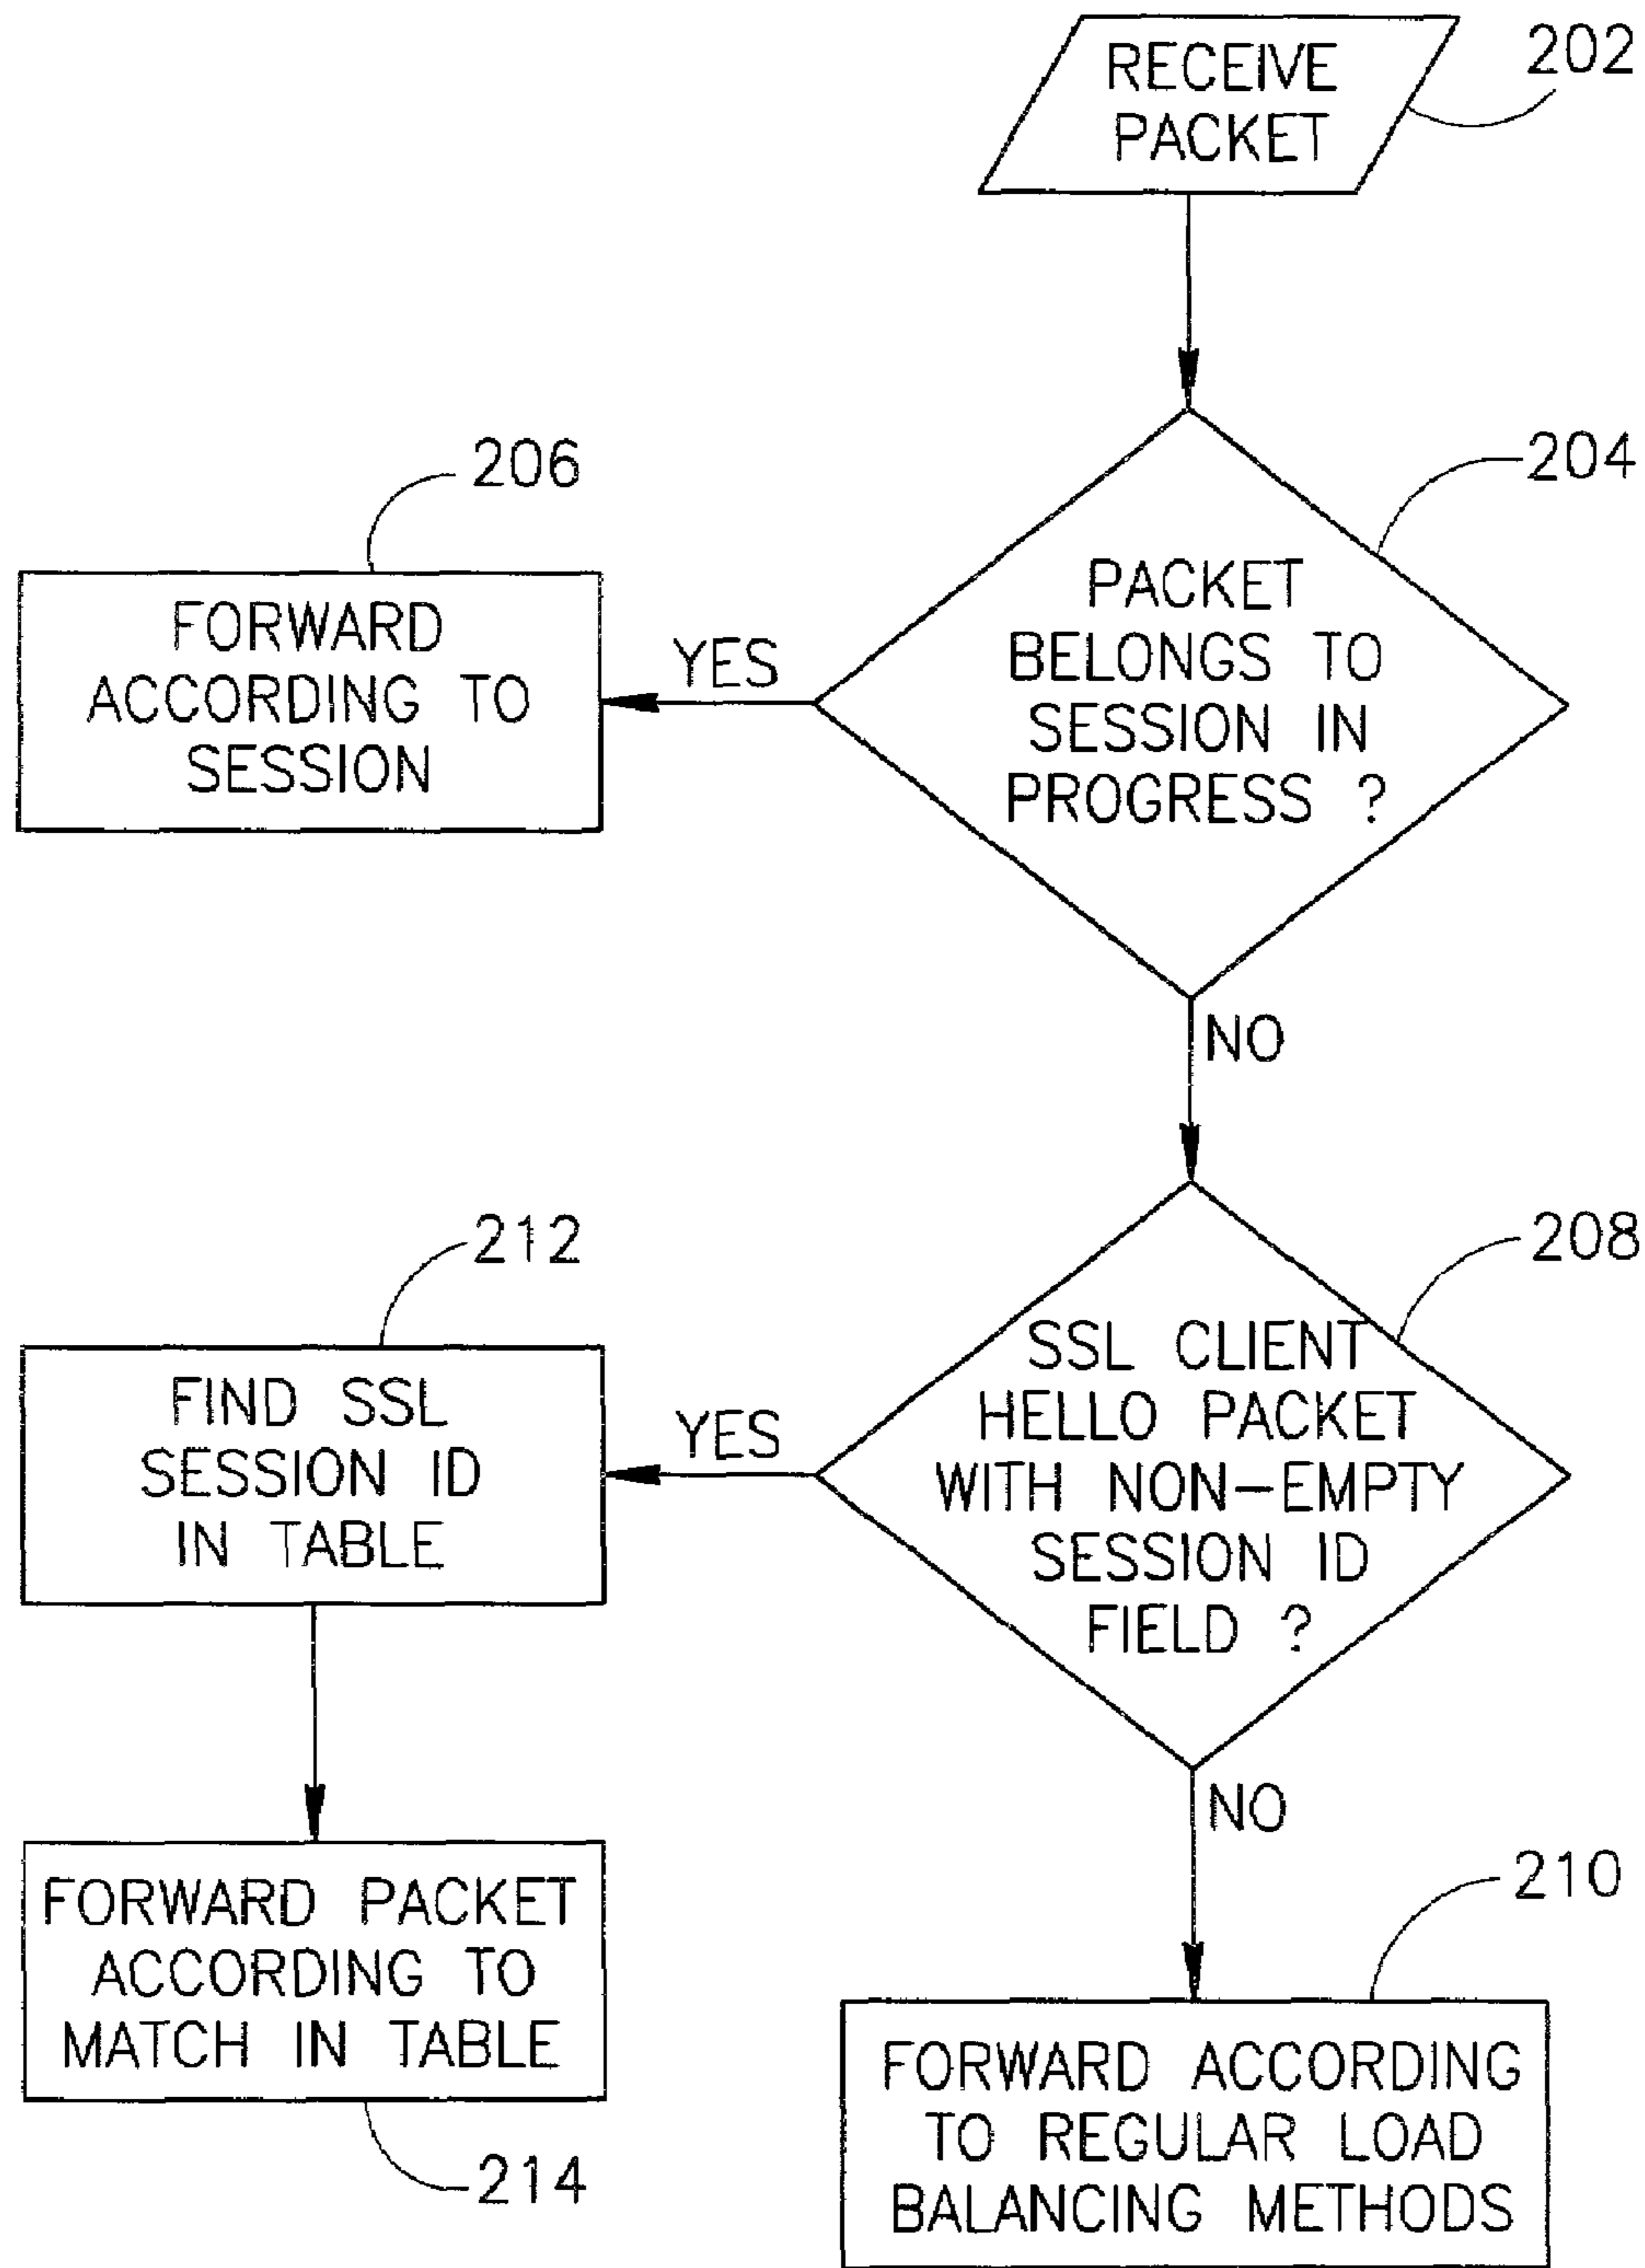 RECEIVE
PACKET
202
204
PACKET
BELONGS TO
SESSION IN
PROGRESS ?
YES
206
FORWARD
ACCORDING TO
SESSION
NO
208
SSL CLIENT
HELLO PACKET
WITH NON-EMPTY
SESSION ID
FIELD ?
YES
212
FIND SSL
SESSION ID
IN TABLE
FORWARD PACKET
ACCORDING TO
MATCH IN TABLE
214
NO
210
FORWARD ACCORDING
TO REGULAR LOAD
BALANCING METHODS